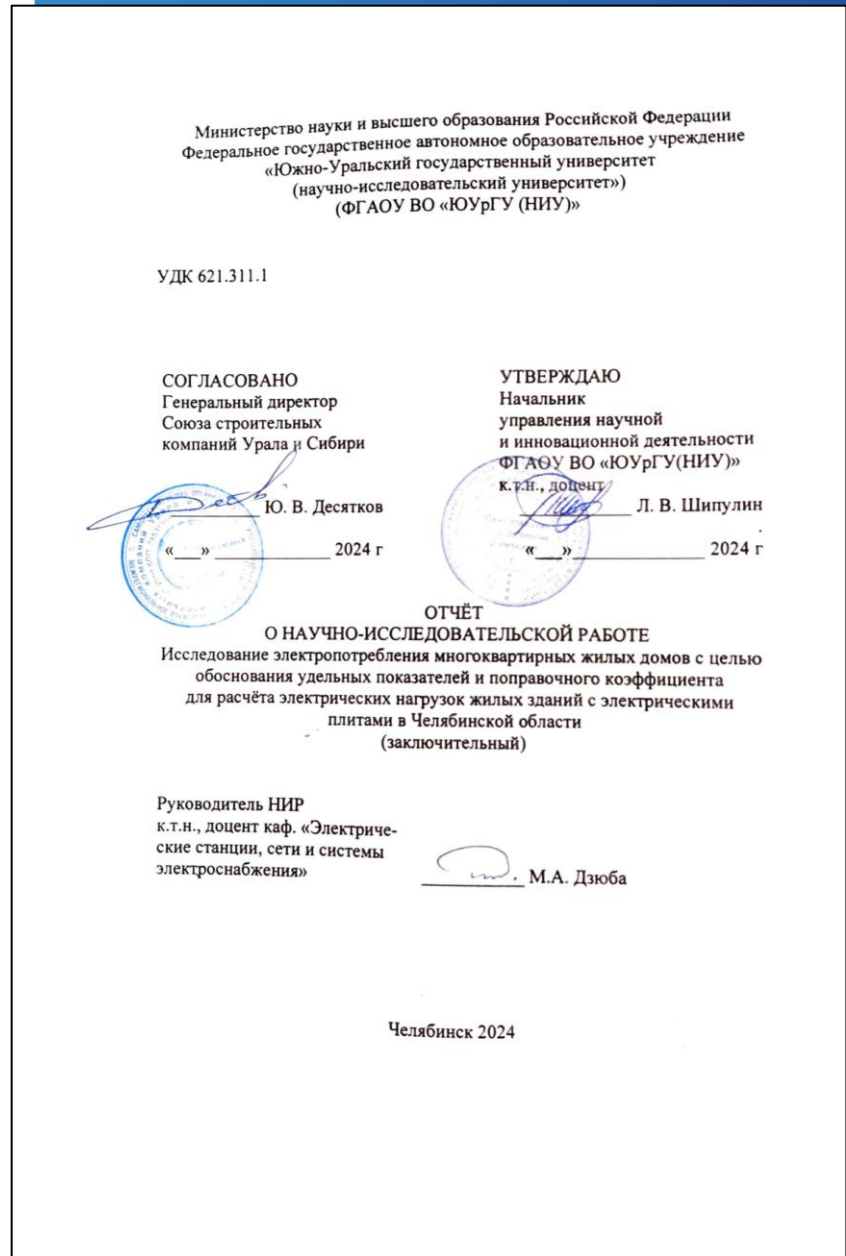 Министерство науки и высшего образования Российской Федерации
Федеральное государственное автономное образовательное учреждение
«Южно-Уральский государственный университет
(научно-исследовательский университет»)
(ФГАОУ ВО «ЮУрГУ (НИУ)»
УДК 621.311.1
СОГЛАСОВАНО
Генеральный директор
Союза строительных
компаний Урала и Сибири
Ю. В. Десятков
«___» ____________ 2024 г
УТВЕРЖДАЮ
Начальник
управления научной
и инновационной деятельности
ФГАОУ ВО «ЮУрГУ(НИУ)»
к.т.н., доцент
Л. В. Шипулин
«___» ____________ 2024 г
ОТЧЁТ
О НАУЧНО-ИССЛЕДОВАТЕЛЬСКОЙ РАБОТЕ
Исследование электропотребления многоквартирных жилых домов с целью
обоснования удельных показателей и поправочного коэффициента
для расчёта электрических нагрузок жилых зданий с электрическими
плитами в Челябинской области
(заключительный)
Руководитель НИР
к.т.н., доцент каф. «Электриче-
ские станции, сети и системы
электроснабжения»
М.А. Дзюба
Челябинск 2024